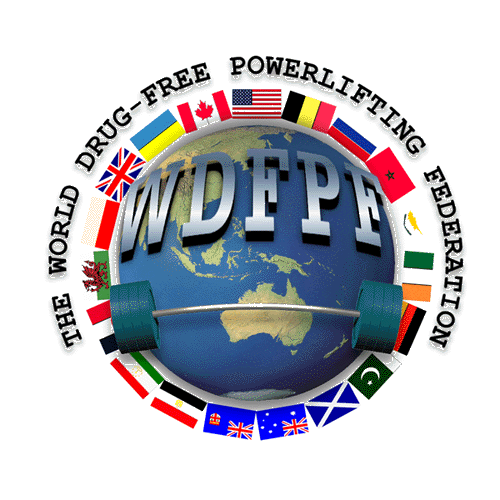 THE WORLD DRUG-FREE POWERLIFTING FEDERATION
WDFPF